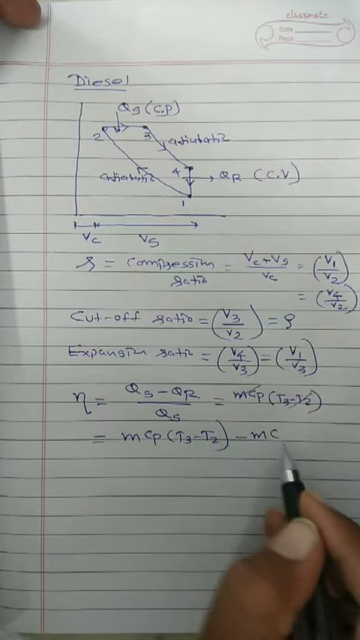 classmate
Date
Page
Diesel
Qs (C.P)
2
3
adiabatic
adiabatic
4
QR (C.V)
1
Vc
Vs
r = Compression ratio = Vc+Vs/Vc = (V1/V2)
= (V4/V2)
Cut-off ratio = (V3/V2) = ρ
Expansion ratio = (V4/V3) = (V1/V3)
η = Qs - QR/Qs = mCp(T3-T2)
= mCp (T3-T2) - mC